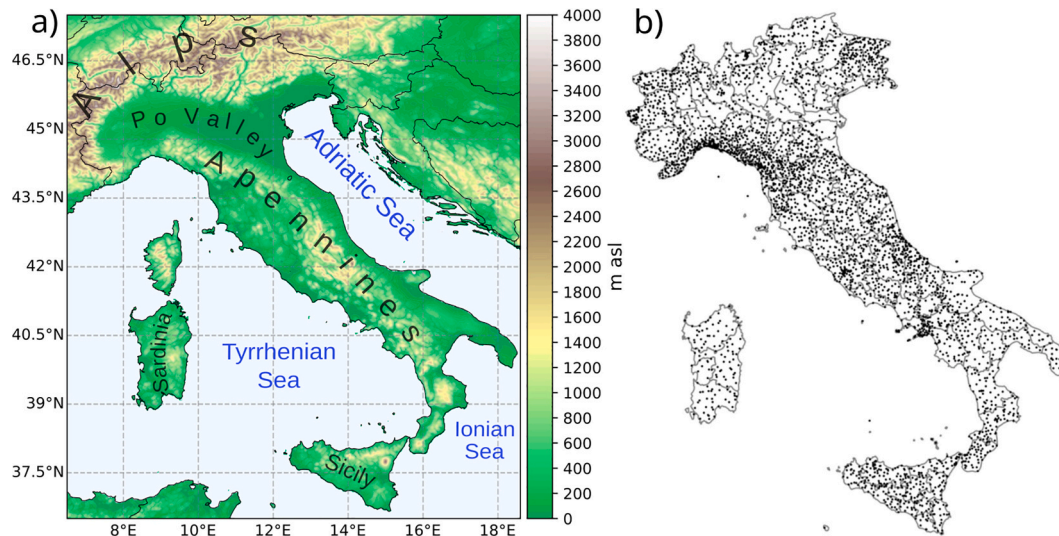 a)
Alps
Po Valley
Apennines
Adriatic Sea
Tyrrhenian
Sea
Ionian
Sea
Sardinia
Sicily
46.5°N
45°N
43.5°N
42°N
40.5°N
39°N
37.5°N
8°E
10°E
12°E
14°E
16°E
18°E
4000
3800
3600
3400
3200
3000
2800
2600
2400
2200
2000
1800
1600
1400
1200
1000
800
600
400
200
0
m asl
b)